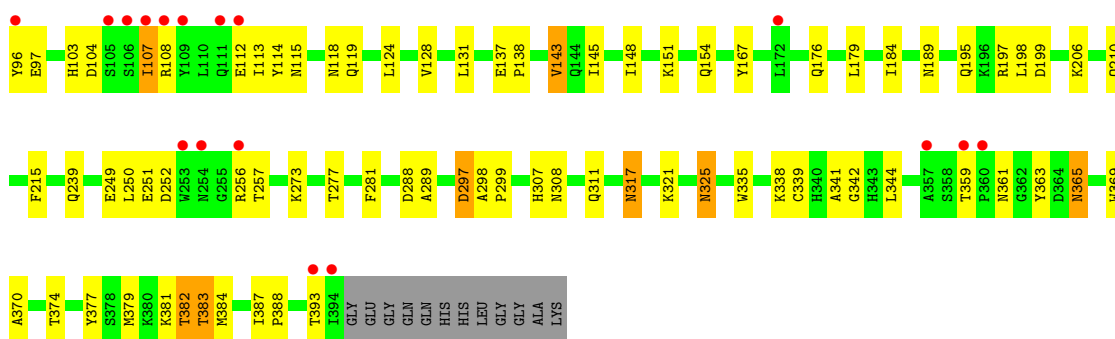 Y96 E97 H103 D104 S105 S106 I107 R108 Y109 L110 Q111 E112 I113 Y114 N115 N118 Q119 L124 V128 L131 E137 P138 V143 Q144 I145 I148 K151 Q154 Y167 L172 Q176 L179 I184 N189 Q195 K196 R197 L198 D199 K206
F215 Q239 E249 L250 E251 D252 W253 N254 G255 R256 T257 K273 T277 F281 D288 A289 D297 A298 P299 H307 N308 Q311 N317 K321 N325 W335 K338 C339 H340 A341 G342 H343 L344 A357 S358 T359 P360 N361 G362 Y363 D364 N365 W369
A370 T374 Y377 S378 M379 K380 K381 T382 T383 M384 I387 P388 T393 I394 GLY GLU GLY GLN GLN HIS HIS LEU GLY GLY ALA LYS